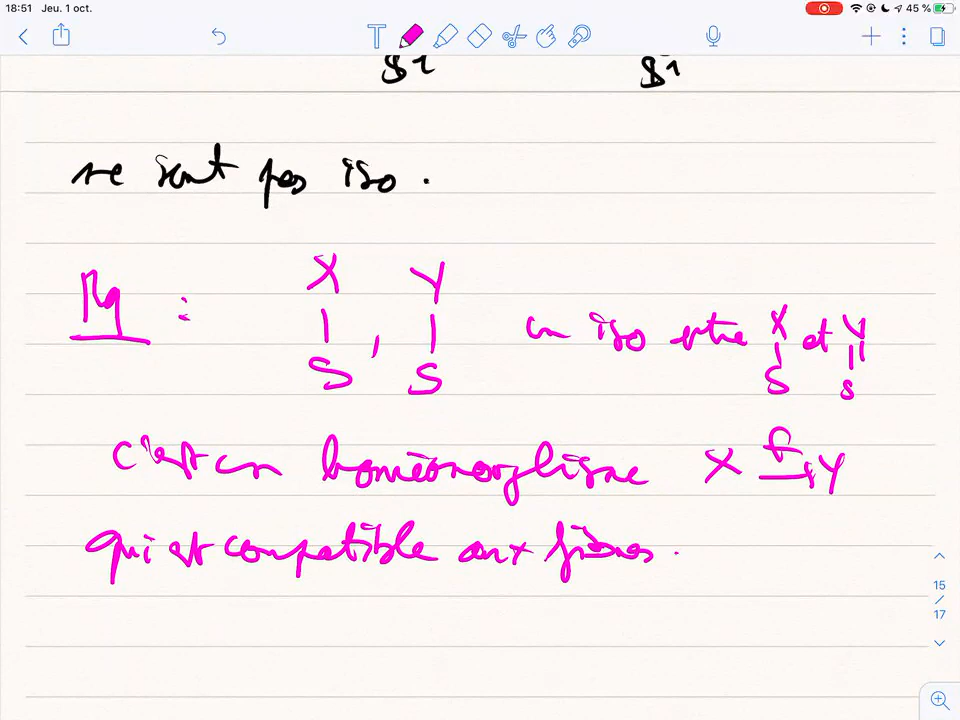 18:51 Jeu. 1 oct. 45 %
T
S1 S1
ne sont pas iso.
Rq : X Y
S , S
un iso entre X et Y
S S
c'est un homéomorphisme X f→ Y
qui est compatible aux fibres.
15
/
17